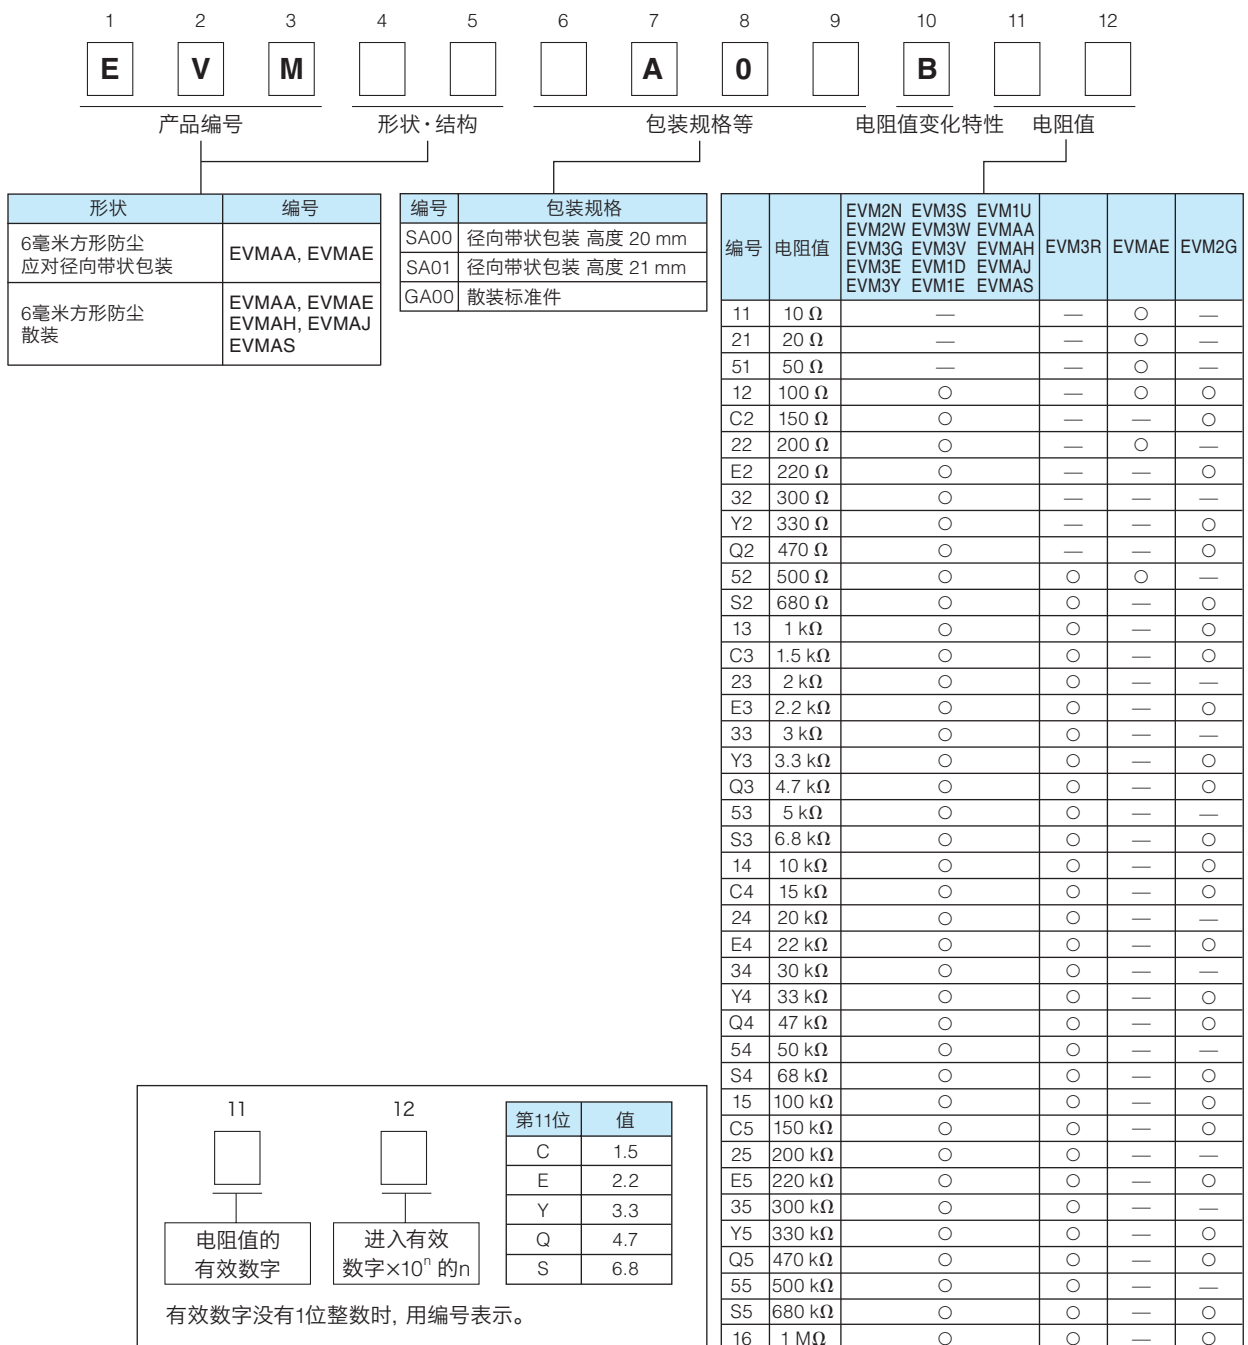 1 2 3 4 5 6 7 8 9 10 11 12
E V M A 0 B
产品编号 形状·结构 包装规格等 电阻值变化特性 电阻值
形状 编号
6毫米方形防尘
应对径向带状包装
EVMAA, EVMAE
6毫米方形防尘
散装
EVMAA, EVMAE
EVMAH, EVMAJ
EVMAS
编号 包装规格
SA00 径向带状包装 高度 20 mm
SA01 径向带状包装 高度 21 mm
GA00 散装标准件
编号 电阻值
EVM2N EVM3S EVM1U
EVM2W EVM3W EVMAA
EVM3G EVM3V EVMAH
EVM3E EVM1D EVMAJ
EVM3Y EVM1E EVMAS
EVM3R EVMAE EVM2G
11 10 Ω — — ○ —
21 20 Ω — — ○ —
51 50 Ω — — ○ —
12 100 Ω ○ — ○ ○
C2 150 Ω ○ — — ○
22 200 Ω ○ — ○ —
E2 220 Ω ○ — — ○
32 300 Ω ○ — — —
Y2 330 Ω ○ — — ○
Q2 470 Ω ○ — — ○
52 500 Ω ○ ○ ○ —
S2 680 Ω ○ ○ — ○
13 1 kΩ ○ ○ — ○
C3 1.5 kΩ ○ ○ — ○
23 2 kΩ ○ ○ — —
E3 2.2 kΩ ○ ○ — ○
33 3 kΩ ○ ○ — —
Y3 3.3 kΩ ○ ○ — ○
Q3 4.7 kΩ ○ ○ — ○
53 5 kΩ ○ ○ — —
S3 6.8 kΩ ○ ○ — ○
14 10 kΩ ○ ○ — ○
C4 15 kΩ ○ ○ — ○
24 20 kΩ ○ ○ — —
E4 22 kΩ ○ ○ — ○
34 30 kΩ ○ ○ — —
Y4 33 kΩ ○ ○ — ○
Q4 47 kΩ ○ ○ — ○
54 50 kΩ ○ ○ — —
S4 68 kΩ ○ ○ — ○
15 100 kΩ ○ ○ — ○
C5 150 kΩ ○ ○ — ○
25 200 kΩ ○ ○ — —
E5 220 kΩ ○ ○ — ○
35 300 kΩ ○ ○ — —
Y5 330 kΩ ○ ○ — ○
Q5 470 kΩ ○ ○ — ○
55 500 kΩ ○ ○ — —
S5 680 kΩ ○ ○ — ○
16 1 MΩ ○ ○ — ○
11 12
电阻值的
有效数字
进入有效
数字×10ⁿ 的n
第11位 值
C 1.5
E 2.2
Y 3.3
Q 4.7
S 6.8
有效数字没有1位整数时, 用编号表示。